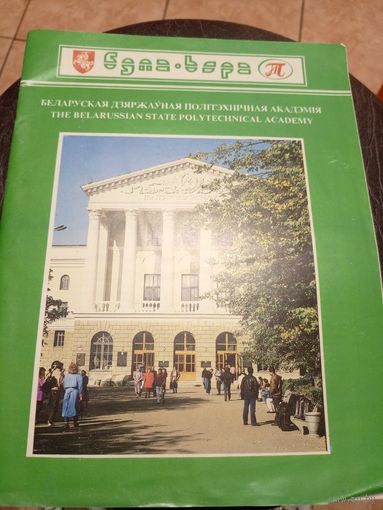 БЕЛАРУСКАЯ ДЗЯРЖАЎНАЯ ПОЛІТЭХНІЧНАЯ АКАДЭМІЯ
THE BELARUSSIAN STATE POLYTECHNICAL ACADEMY